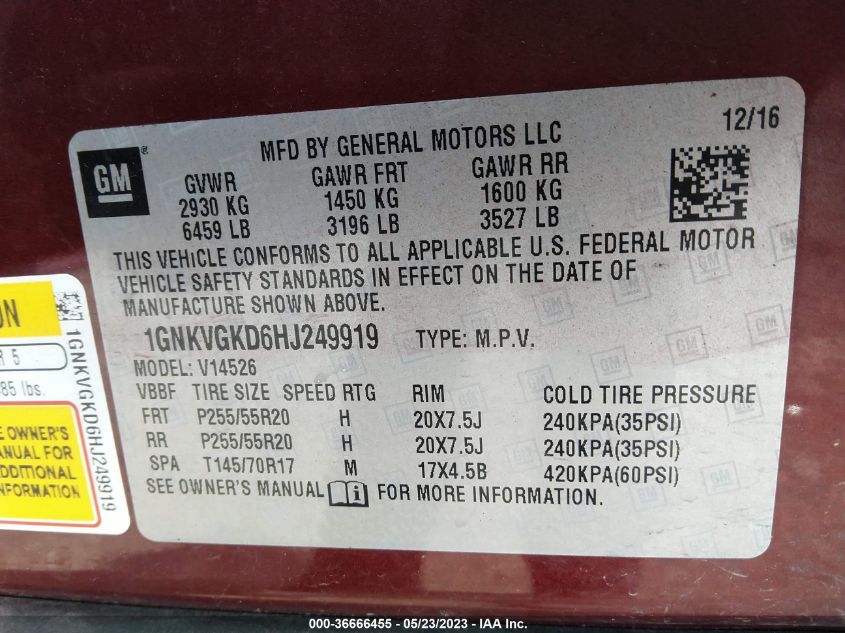 12/16
GM ®
MFD BY GENERAL MOTORS LLC
GVWR GAWR FRT GAWR RR
2930 KG 1450 KG 1600 KG
6459 LB 3196 LB 3527 LB
THIS VEHICLE CONFORMS TO ALL APPLICABLE U.S. FEDERAL MOTOR
VEHICLE SAFETY STANDARDS IN EFFECT ON THE DATE OF
MANUFACTURE SHOWN ABOVE.
1GNKVGKD6HJ249919 TYPE: M.P.V.
MODEL: V14526
VBBF TIRE SIZE SPEED RTG RIM COLD TIRE PRESSURE
FRT P255/55R20 H 20X7.5J 240KPA(35PSI)
RR P255/55R20 H 20X7.5J 240KPA(35PSI)
SPA T145/70R17 M 17X4.5B 420KPA(60PSI)
SEE OWNER'S MANUAL i FOR MORE INFORMATION.
ON
R 5
85 lbs.
E OWNER'S
ANUAL FOR
DDITIONAL
NFORMATION
1GNKVGKD6HJ249919
000-36666455 - 05/23/2023 - IAA Inc.